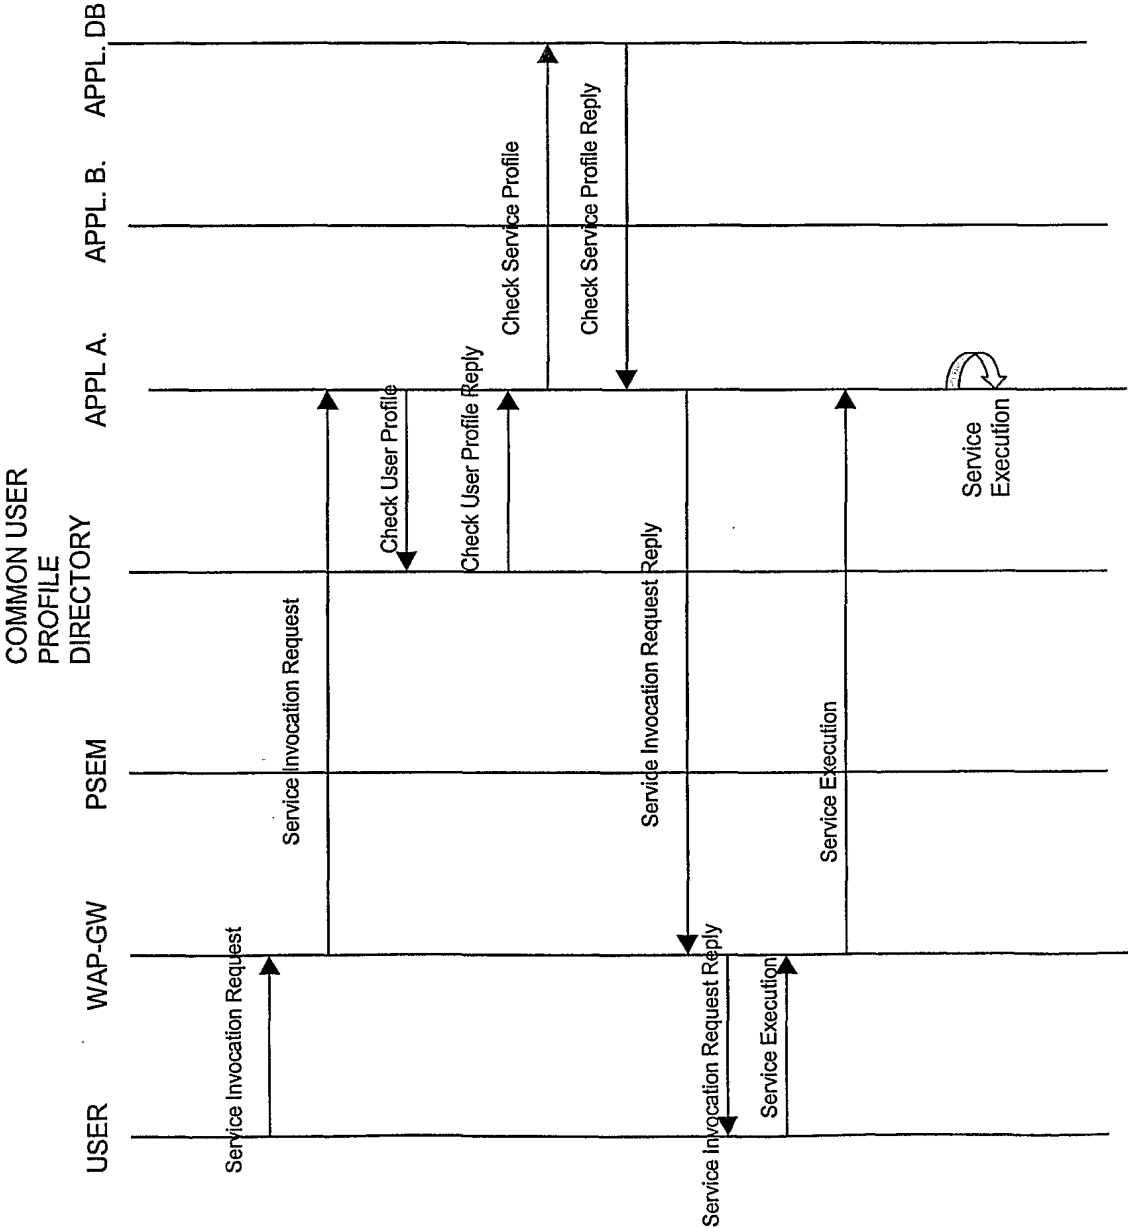 COMMON USER
PROFILE
DIRECTORY
USER
WAP-GW
PSEM
APPL A.
APPL. B.
APPL. DB
Service Invocation Request
Service Invocation Request
Check User Profile
Check User Profile Reply
Check Service Profile
Check Service Profile Reply
Service Invocation Request Reply
Service Invocation Request Reply
Service Execution
Service Execution
Service
Execution